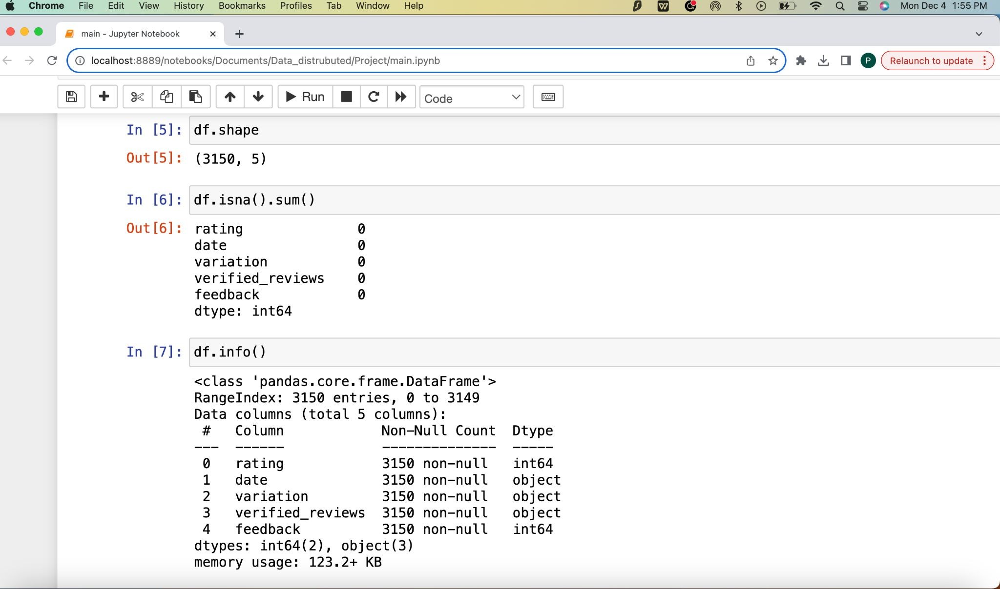 Chrome File Edit View History Bookmarks Profiles Tab Window Help Mon Dec 4 1:55 PM
main - Jupyter Notebook
localhost:8889/notebooks/Documents/Data_distrubuted/Project/main.ipynb P Relaunch to update
Run Code
In [5]: df.shape
Out[5]: (3150, 5)
In [6]: df.isna().sum()
Out[6]: rating 0
date 0
variation 0
verified_reviews 0
feedback 0
dtype: int64
In [7]: df.info()
<class 'pandas.core.frame.DataFrame'>
RangeIndex: 3150 entries, 0 to 3149
Data columns (total 5 columns):
# Column Non-Null Count Dtype
--- ------ -------------- -----
0 rating 3150 non-null int64
1 date 3150 non-null object
2 variation 3150 non-null object
3 verified_reviews 3150 non-null object
4 feedback 3150 non-null int64
dtypes: int64(2), object(3)
memory usage: 123.2+ KB